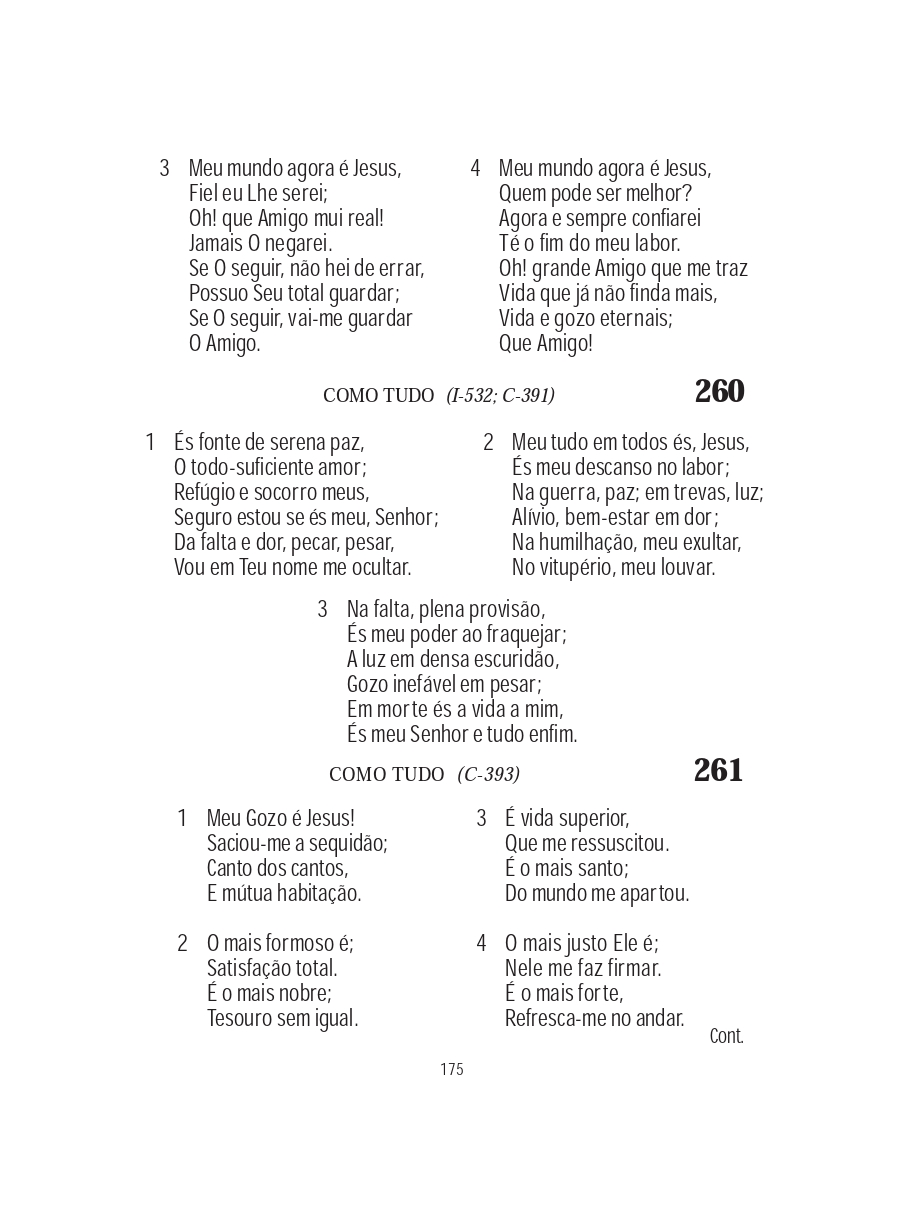 3 Meu mundo agora é Jesus,
Fiel eu Lhe serei;
Oh! que Amigo mui real!
Jamais O negarei.
Se O seguir, não hei de errar,
Possuo Seu total guardar;
Se O seguir, vai-me guardar
O Amigo.
4 Meu mundo agora é Jesus,
Quem pode ser melhor?
Agora e sempre confiarei
Té o fim do meu labor.
Oh! grande Amigo que me traz
Vida que já não finda mais,
Vida e gozo eternais;
Que Amigo!
COMO TUDO (I-532; C-391) 260
1 És fonte de serena paz,
O todo-suficiente amor;
Refúgio e socorro meus,
Seguro estou se és meu, Senhor;
Da falta e dor, pecar, pesar,
Vou em Teu nome me ocultar.
2 Meu tudo em todos és, Jesus,
És meu descanso no labor;
Na guerra, paz; em trevas, luz;
Alívio, bem-estar em dor;
Na humilhação, meu exultar,
No vitupério, meu louvar.
3 Na falta, plena provisão,
És meu poder ao fraquejar;
A luz em densa escuridão,
Gozo inefável em pesar;
Em morte és a vida a mim,
És meu Senhor e tudo enfim.
COMO TUDO (C-393) 261
1 Meu Gozo é Jesus!
Saciou-me a sequidão;
Canto dos cantos,
E mútua habitação.
2 O mais formoso é;
Satisfação total.
É o mais nobre;
Tesouro sem igual.
3 É vida superior,
Que me ressuscitou.
É o mais santo;
Do mundo me apartou.
4 O mais justo Ele é;
Nele me faz firmar.
É o mais forte,
Refresca-me no andar.
Cont.
175